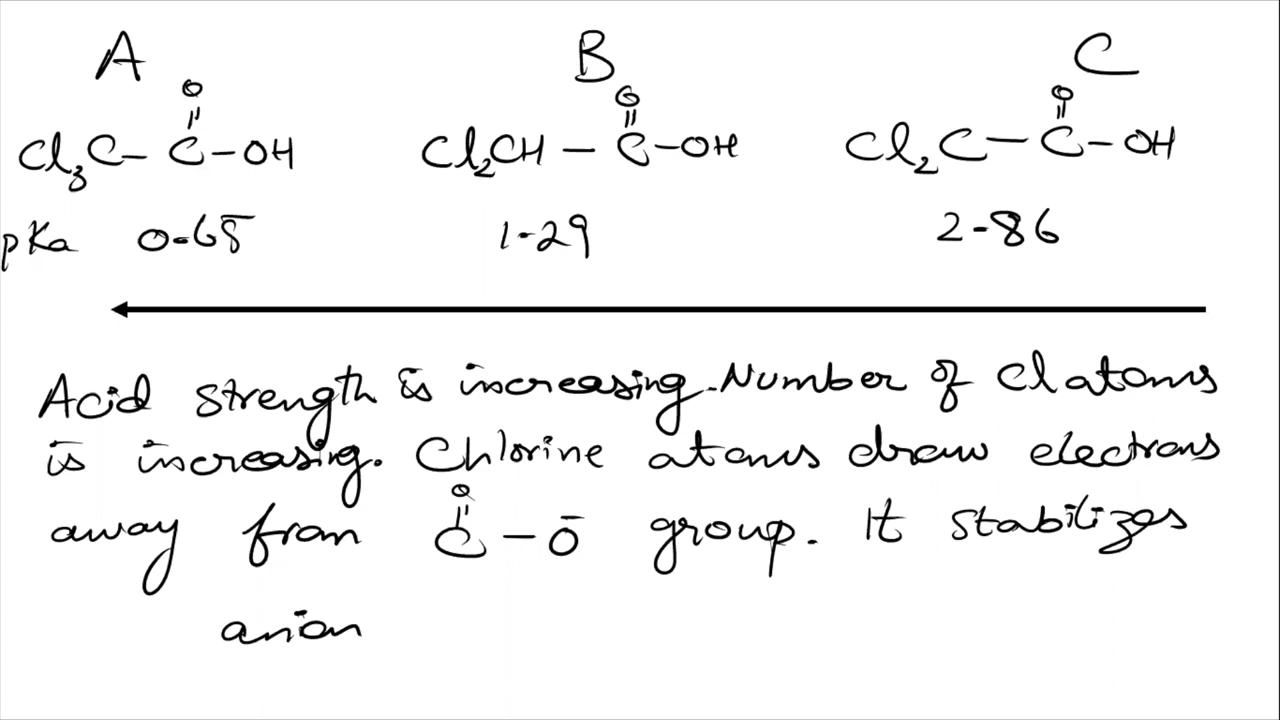 A B C
O O O
Cl₃C–C–OH Cl₂CH–C–OH Cl₂C–C–OH
pKa 0.65 1.29 2.86
Acid strength is increasing. Number of Cl atoms
is increasing. Chlorine atoms draw electrons
O
away from C–O⁻ group. It stabilizes
anion